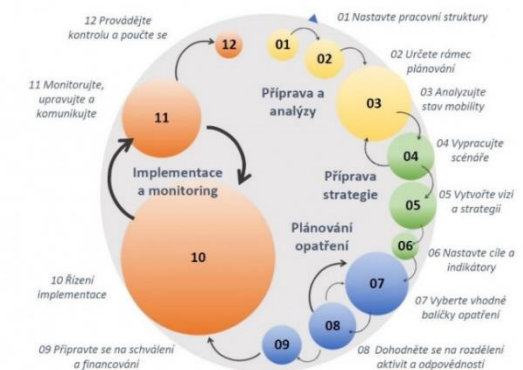 01 Nastavte pracovní struktury
02 Určete rámec
plánování
03 Analyzujte
stav mobility
04 Vypracujte
scénáře
05 Vytvořte vizi
a strategii
06 Nastavte cíle a
indikátory
07 Vyberte vhodné
balíčky opatření
08 Dohodněte se na rozdělení
aktivit a odpovědností
09 Připravte se na schválení
a financování
10 Řízení
implementace
11 Monitorujte,
upravujte a
komunikujte
12 Provádějte
kontrolu a poučte se
Příprava a
analýzy
Příprava
strategie
Plánování
opatření
Implementace
a monitoring
01
02
03
04
05
06
07
08
09
10
11
12